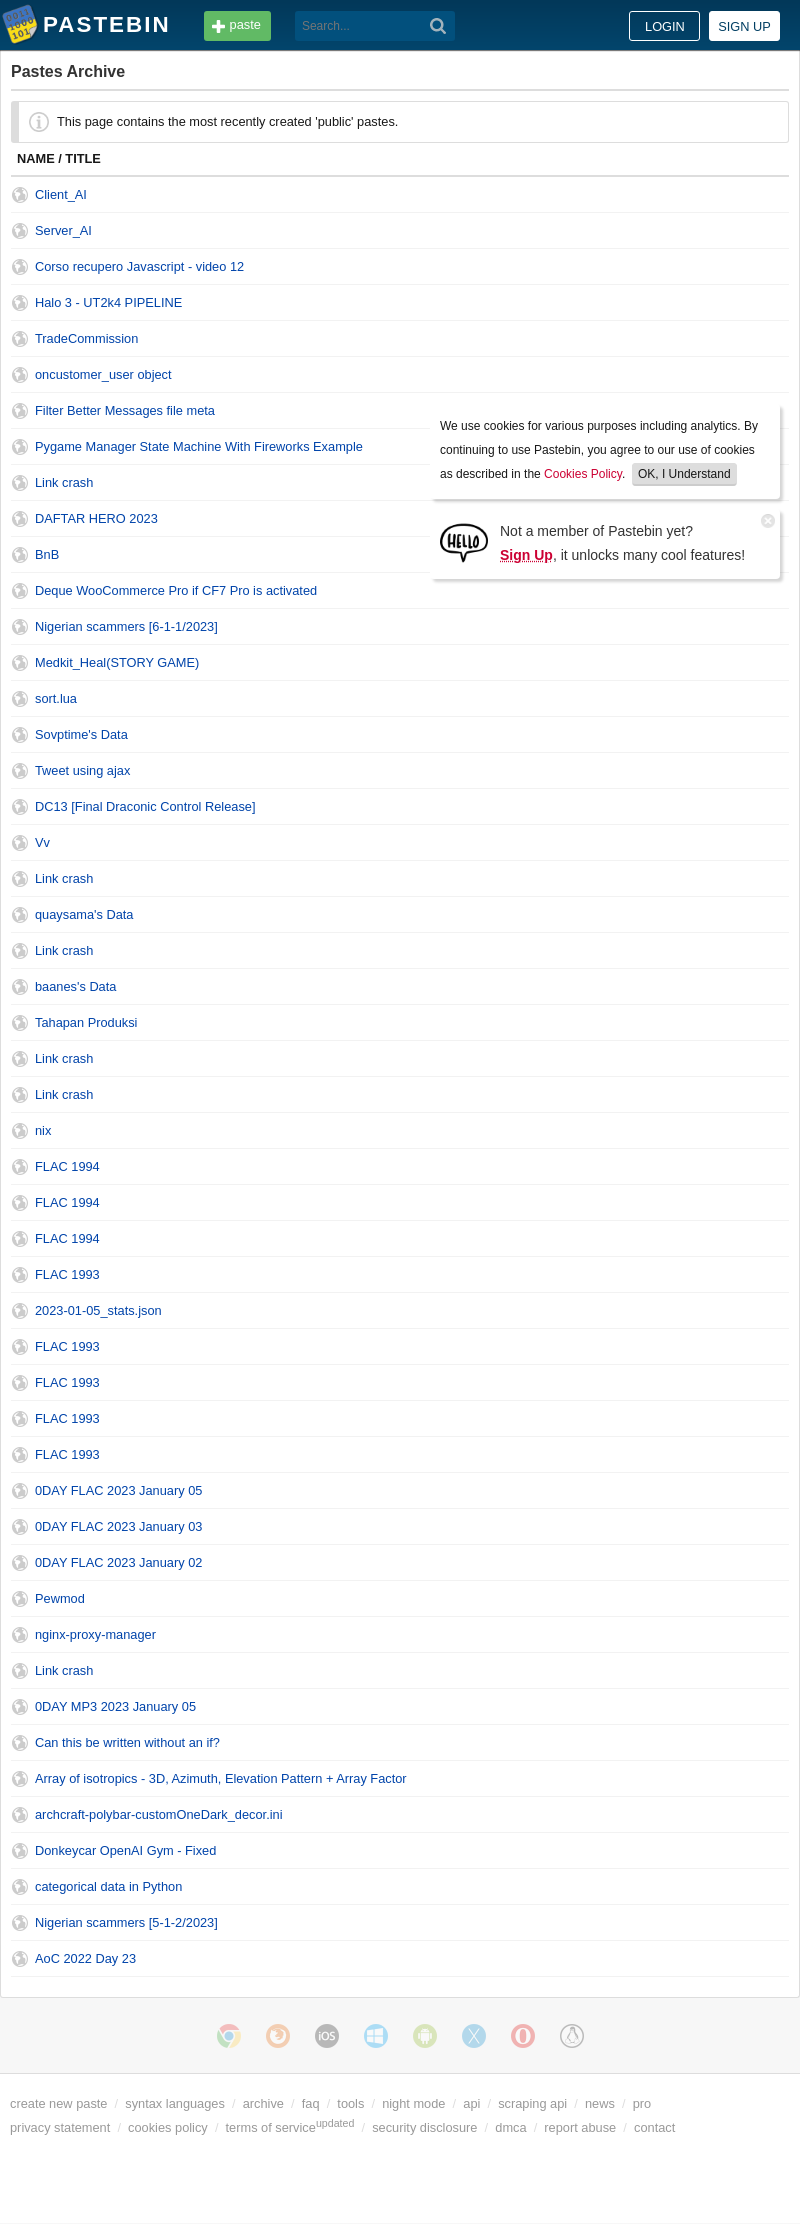 PASTEBIN paste Search... LOGIN SIGN UP
Pastes Archive
This page contains the most recently created 'public' pastes.
NAME / TITLE
Client_AI
Server_AI
Corso recupero Javascript - video 12
Halo 3 - UT2k4 PIPELINE
TradeCommission
oncustomer_user object
Filter Better Messages file meta
Pygame Manager State Machine With Fireworks Example
Link crash
DAFTAR HERO 2023
BnB
Deque WooCommerce Pro if CF7 Pro is activated
We use cookies for various purposes including analytics. By
continuing to use Pastebin, you agree to our use of cookies
as described in the Cookies Policy. OK, I Understand
HELLO
Not a member of Pastebin yet?
Sign Up, it unlocks many cool features!
Nigerian scammers [6-1-1/2023]
Medkit_Heal(STORY GAME)
sort.lua
Sovptime's Data
Tweet using ajax
DC13 [Final Draconic Control Release]
Vv
Link crash
quaysama's Data
Link crash
baanes's Data
Tahapan Produksi
Link crash
Link crash
nix
FLAC 1994
FLAC 1994
FLAC 1994
FLAC 1993
2023-01-05_stats.json
FLAC 1993
FLAC 1993
FLAC 1993
FLAC 1993
0DAY FLAC 2023 January 05
0DAY FLAC 2023 January 03
0DAY FLAC 2023 January 02
Pewmod
nginx-proxy-manager
Link crash
0DAY MP3 2023 January 05
Can this be written without an if?
Array of isotropics - 3D, Azimuth, Elevation Pattern + Array Factor
archcraft-polybar-customOneDark_decor.ini
Donkeycar OpenAI Gym - Fixed
categorical data in Python
Nigerian scammers [5-1-2/2023]
AoC 2022 Day 23
iOS
create new paste / syntax languages / archive / faq / tools / night mode / api / scraping api / news / pro
privacy statement / cookies policy / terms of service updated / security disclosure / dmca / report abuse / contact